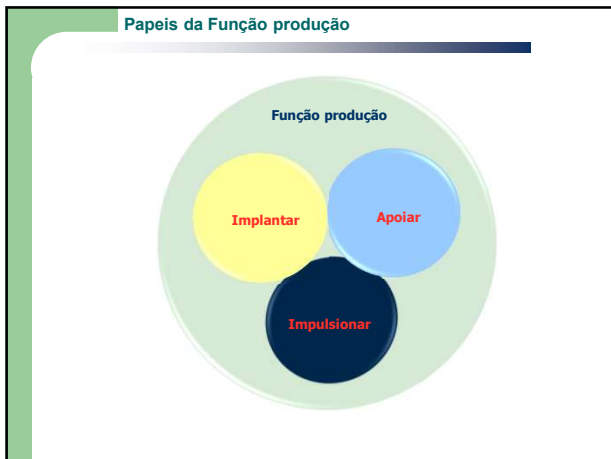 Papeis da Função produção
Função produção
Implantar
Apoiar
Impulsionar